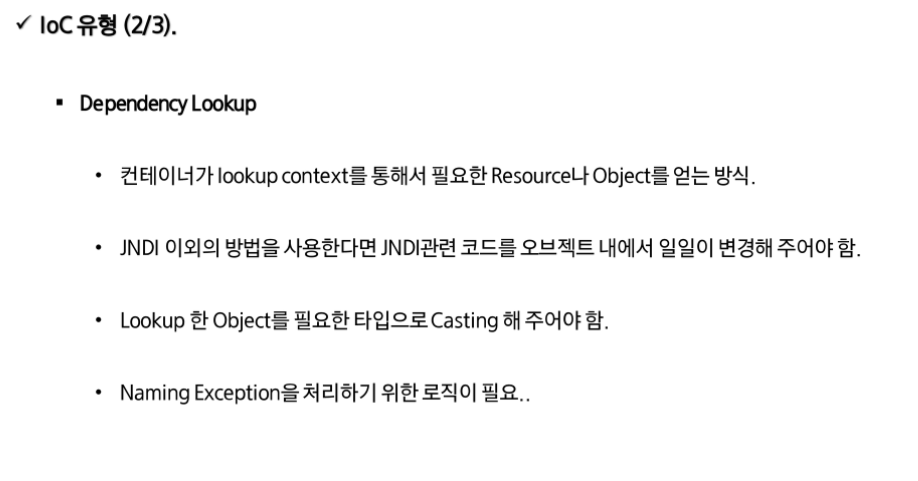 ✓ IoC 유형 (2/3).
▪ Dependency Lookup
• 컨테이너가 lookup context를 통해서 필요한 Resource나 Object를 얻는 방식.
• JNDI 이외의 방법을 사용한다면 JNDI관련 코드를 오브젝트 내에서 일일이 변경해 주어야 함.
• Lookup 한 Object를 필요한 타입으로 Casting 해 주어야 함.
• Naming Exception을 처리하기 위한 로직이 필요..